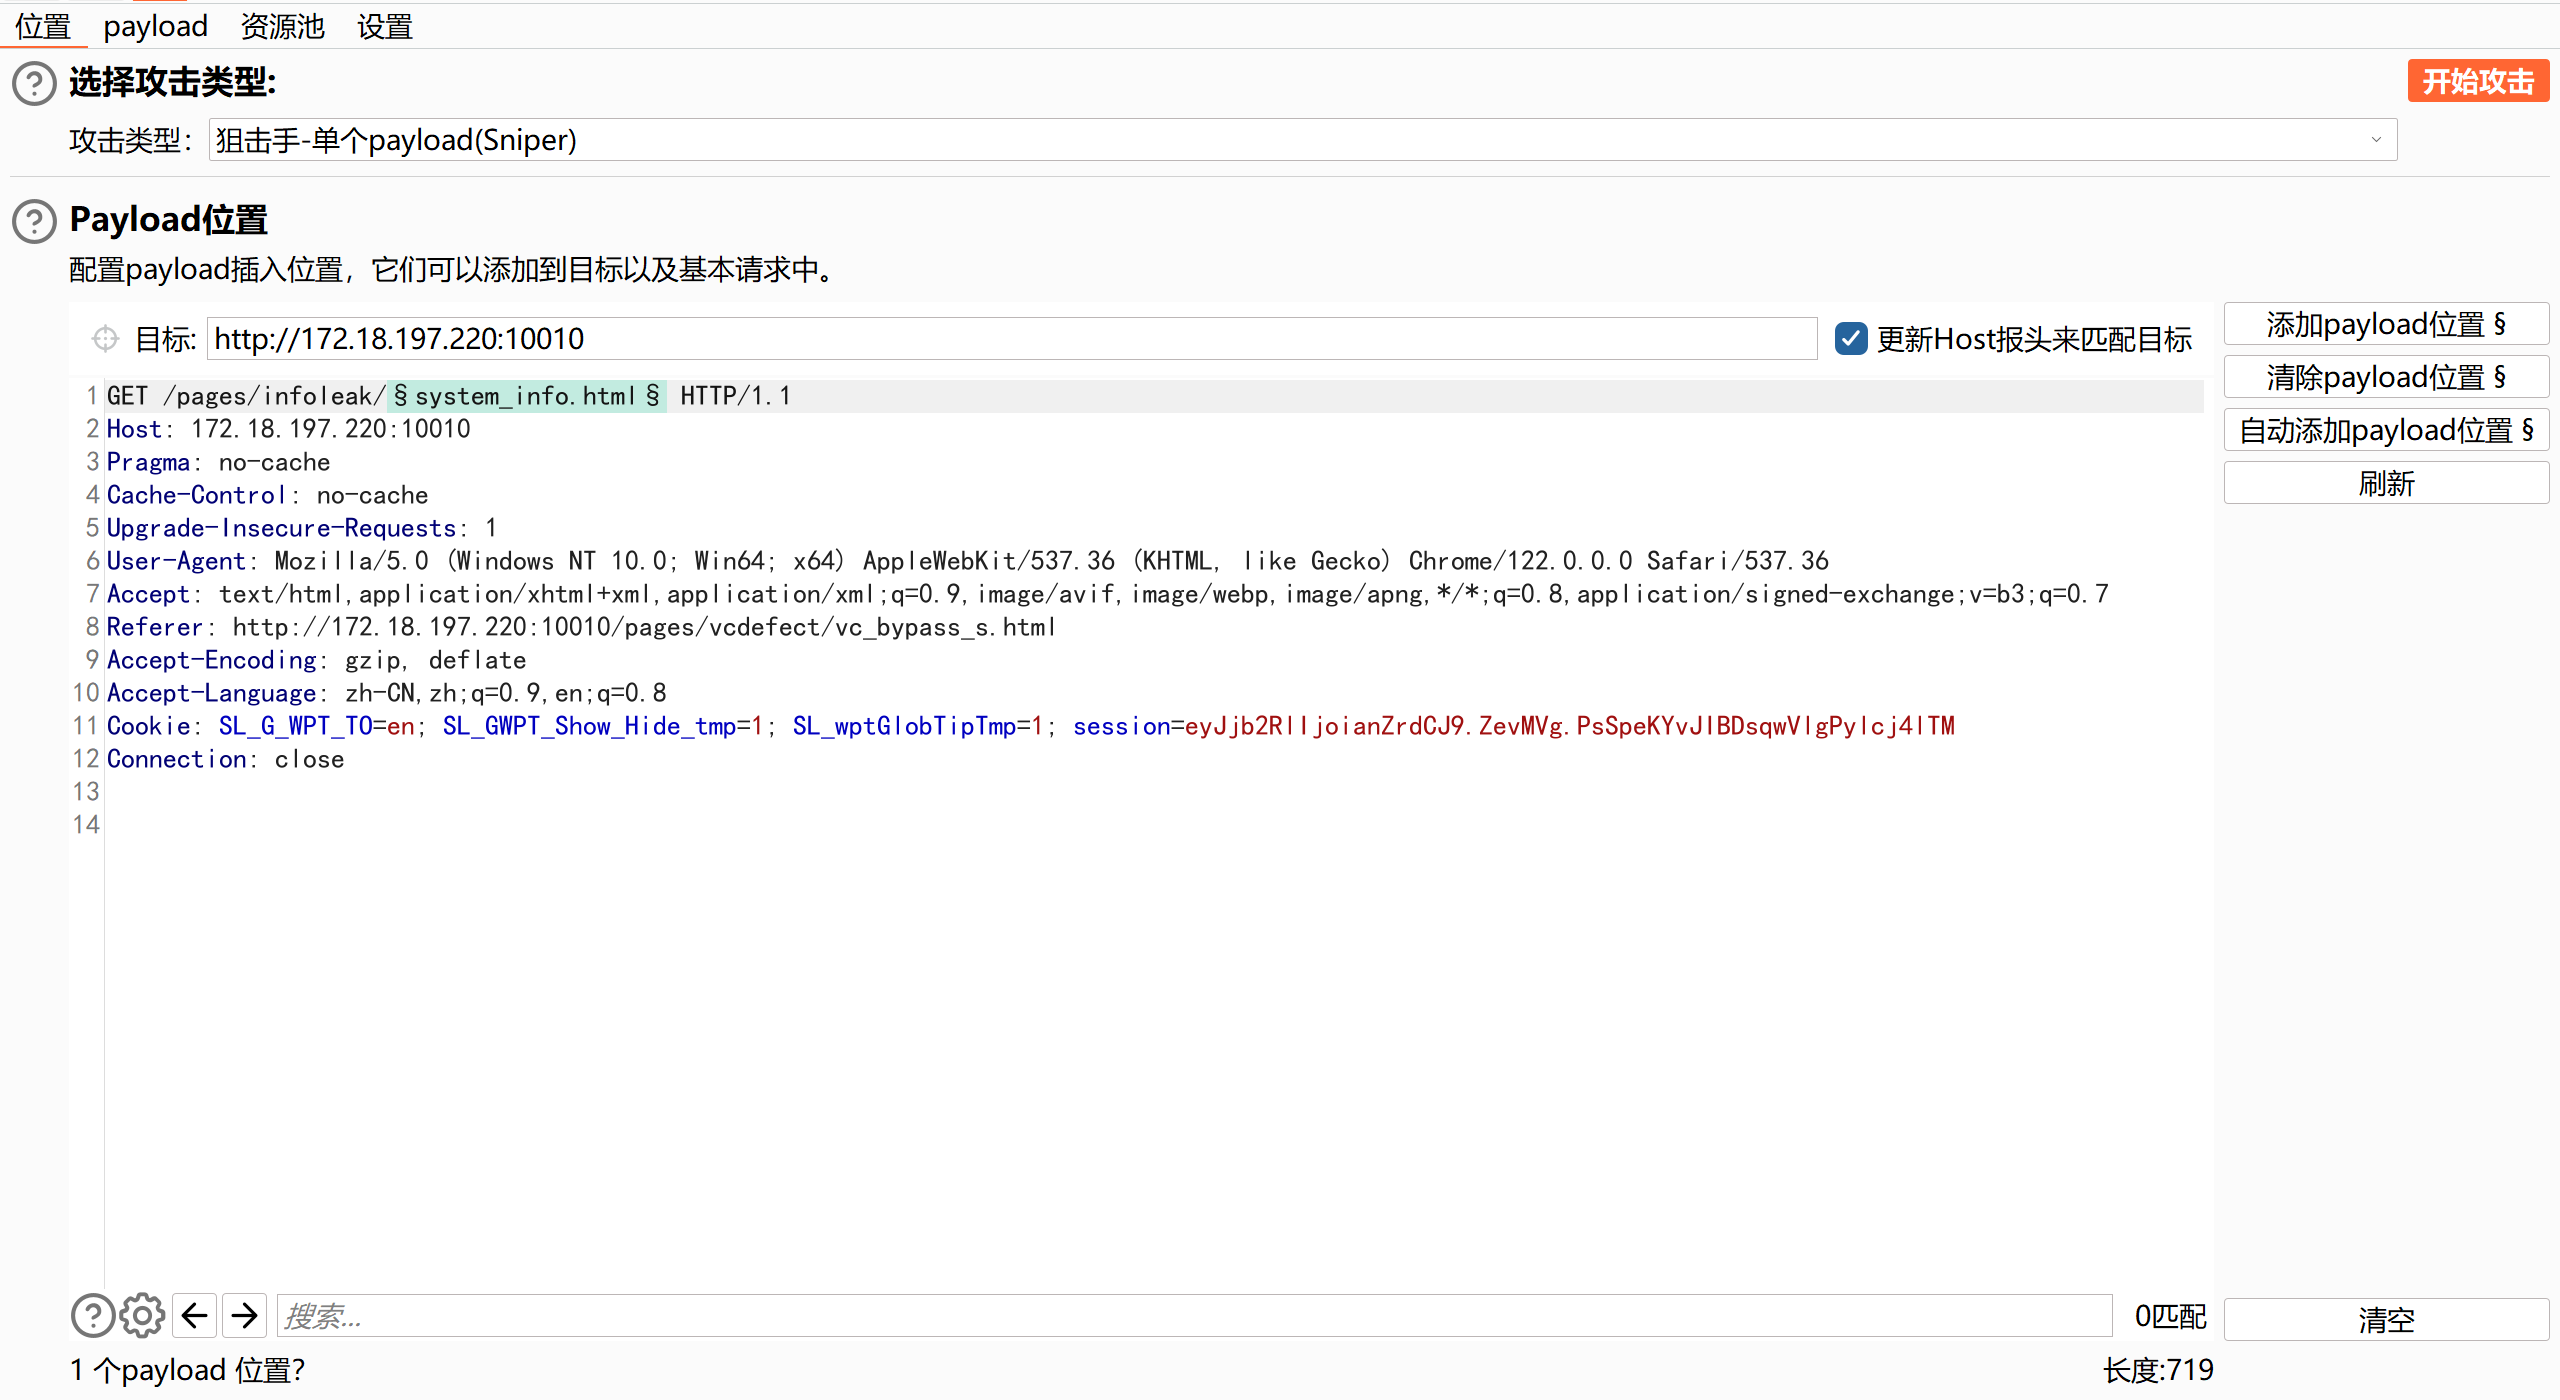 位置 payload 资源池 设置
选择攻击类型:
开始攻击
攻击类型： 狙击手-单个payload(Sniper)
Payload位置
配置payload插入位置，它们可以添加到目标以及基本请求中。
目标: http://172.18.197.220:10010
更新Host报头来匹配目标
添加payload位置 §
清除payload位置 §
自动添加payload位置 §
刷新
1 GET /pages/infoleak/§system_info.html§ HTTP/1.1
2 Host: 172.18.197.220:10010
3 Pragma: no-cache
4 Cache-Control: no-cache
5 Upgrade-Insecure-Requests: 1
6 User-Agent: Mozilla/5.0 (Windows NT 10.0; Win64; x64) AppleWebKit/537.36 (KHTML, like Gecko) Chrome/122.0.0.0 Safari/537.36
7 Accept: text/html,application/xhtml+xml,application/xml;q=0.9,image/avif,image/webp,image/apng,*/*;q=0.8,application/signed-exchange;v=b3;q=0.7
8 Referer: http://172.18.197.220:10010/pages/vcdefect/vc_bypass_s.html
9 Accept-Encoding: gzip, deflate
10 Accept-Language: zh-CN,zh;q=0.9,en;q=0.8
11 Cookie: SL_G_WPT_TO=en; SL_GWPT_Show_Hide_tmp=1; SL_wptGlobTipTmp=1; session=eyJjb2RlIjoianZrdCJ9.ZevMVg.PsSpeKYvJIBDsqwVlgPylcj4lTM
12 Connection: close
13
14
搜索...
0匹配
清空
1 个payload 位置?
长度:719